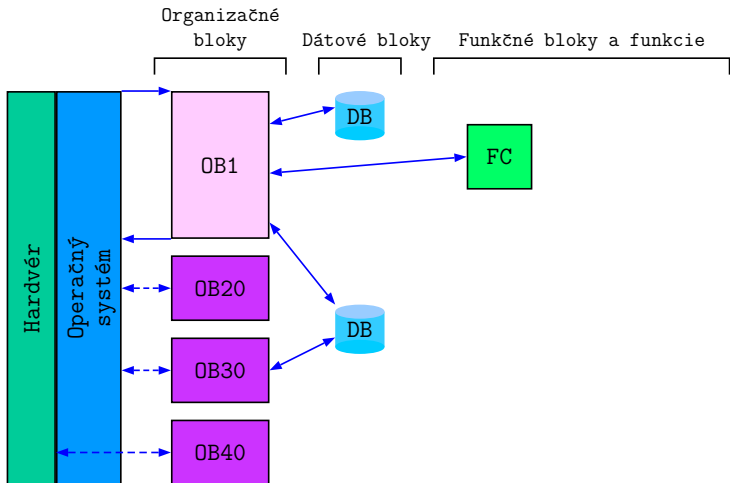 Organizačné
bloky
Dátové bloky
Funkčné bloky a funkcie
Hardvér
Operačný
systém
OB1
DB
FC
OB20
OB30
DB
OB40